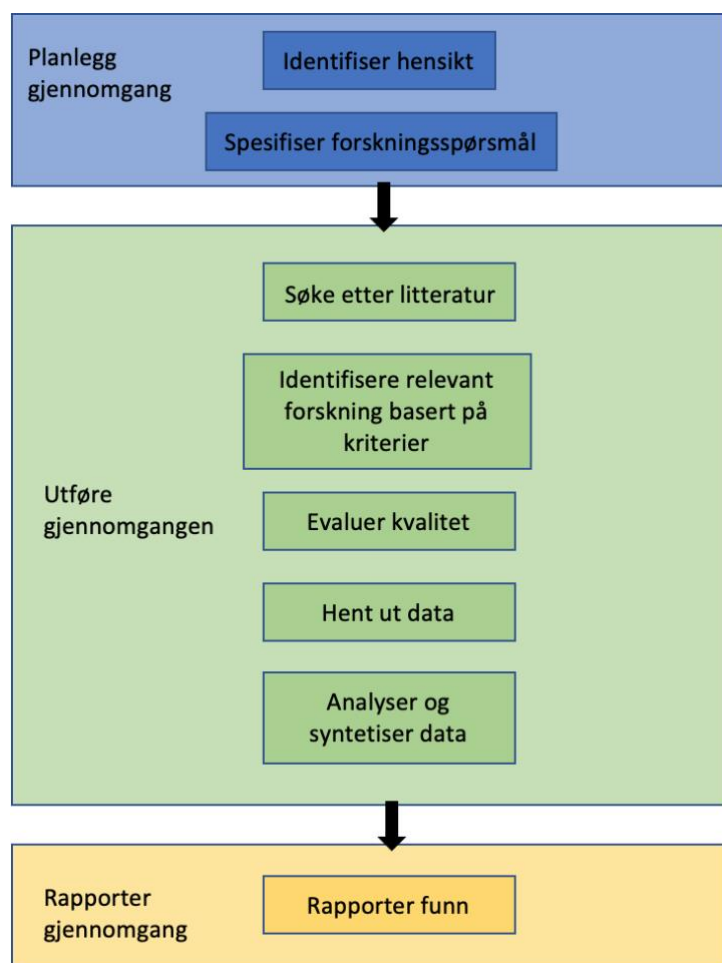 Planlegg
gjennomgang
Identifiser hensikt
Spesifiser forskningsspørsmål
Utføre
gjennomgangen
Søke etter litteratur
Identifisere relevant
forskning basert på
kriterier
Evaluer kvalitet
Hent ut data
Analyser og
syntetiser data
Rapporter
gjennomgang
Rapporter funn